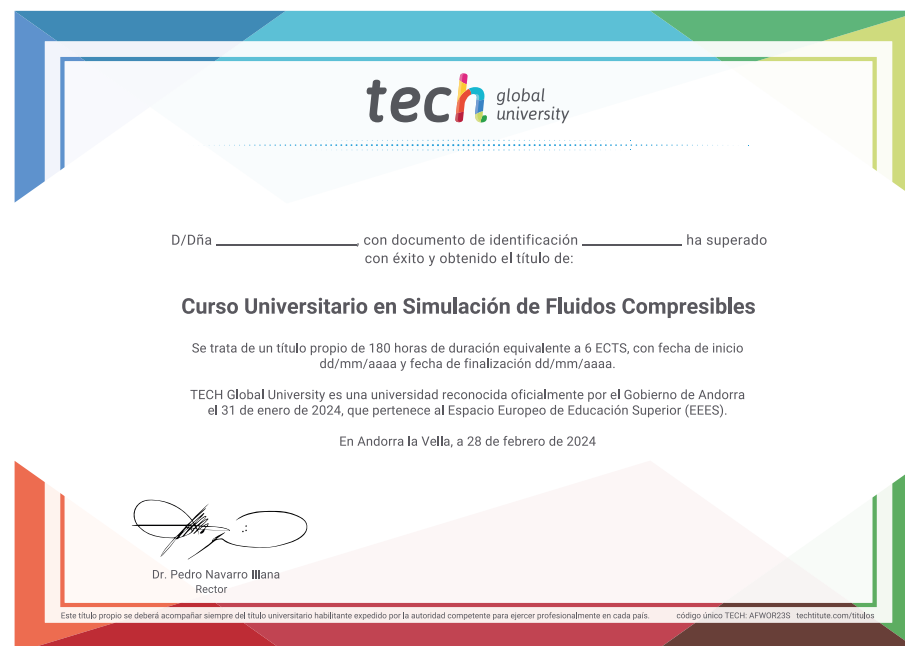 tech global university
D/Dña ________________, con documento de identificación ____________ ha superado
con éxito y obtenido el título de:
Curso Universitario en Simulación de Fluidos Compresibles
Se trata de un título propio de 180 horas de duración equivalente a 6 ECTS, con fecha de inicio
dd/mm/aaaa y fecha de finalización dd/mm/aaaa.
TECH Global University es una universidad reconocida oficialmente por el Gobierno de Andorra
el 31 de enero de 2024, que pertenece al Espacio Europeo de Educación Superior (EEES).
En Andorra la Vella, a 28 de febrero de 2024
Dr. Pedro Navarro Illana
Rector
Este título propio se deberá acompañar siempre del título universitario habilitante expedido por la autoridad competente para ejercer profesionalmente en cada país. código único TECH: AFWOR23S techtitute.com/titulos